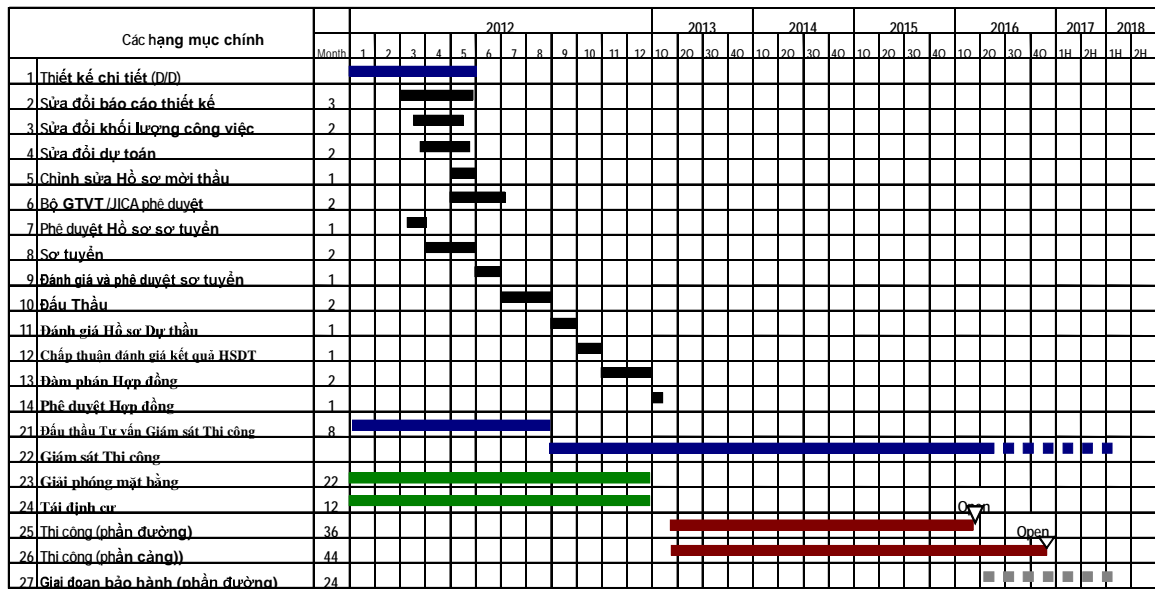 2012 2013 2014 2015 2016 2017 2018
Các hạng mục chính
Month 1 2 3 4 5 6 7 8 9 10 11 12 1Q 2Q 3Q 4Q 1Q 2Q 3Q 4Q 1Q 2Q 3Q 4Q 1Q 2Q 3Q 4Q 1H 2H 1H 2H
1 Thiết kế chi tiết (D/D)
2 Sửa đổi báo cáo thiết kế 3
3 Sửa đổi khối lượng công việc 2
4 Sửa đổi dự toán 2
5 Chỉnh sửa Hồ sơ mời thầu 1
6 Bộ GTVT /JICA phê duyệt 2
7 Phê duyệt Hồ sơ sơ tuyển 1
8 Sơ tuyển 2
9 Đánh giá và phê duyệt sơ tuyển 1
10 Đấu Thầu 2
11 Đánh giá Hồ sơ Dự thầu 1
12 Chấp thuận đánh giá kết quả HSDT 1
13 Đàm phán Hợp đồng 2
14 Phê duyệt Hợp đồng 1
21 Đấu thầu Tư vấn Giám sát Thi công 8
22 Giám sát Thi công
23 Giải phóng mặt bằng 22
24 Tái định cư 12
Open
25 Thi công (phần đường) 36
Open
26 Thi công (phần cảng)) 44
27 Giai đoạn bảo hành (phần đường) 24